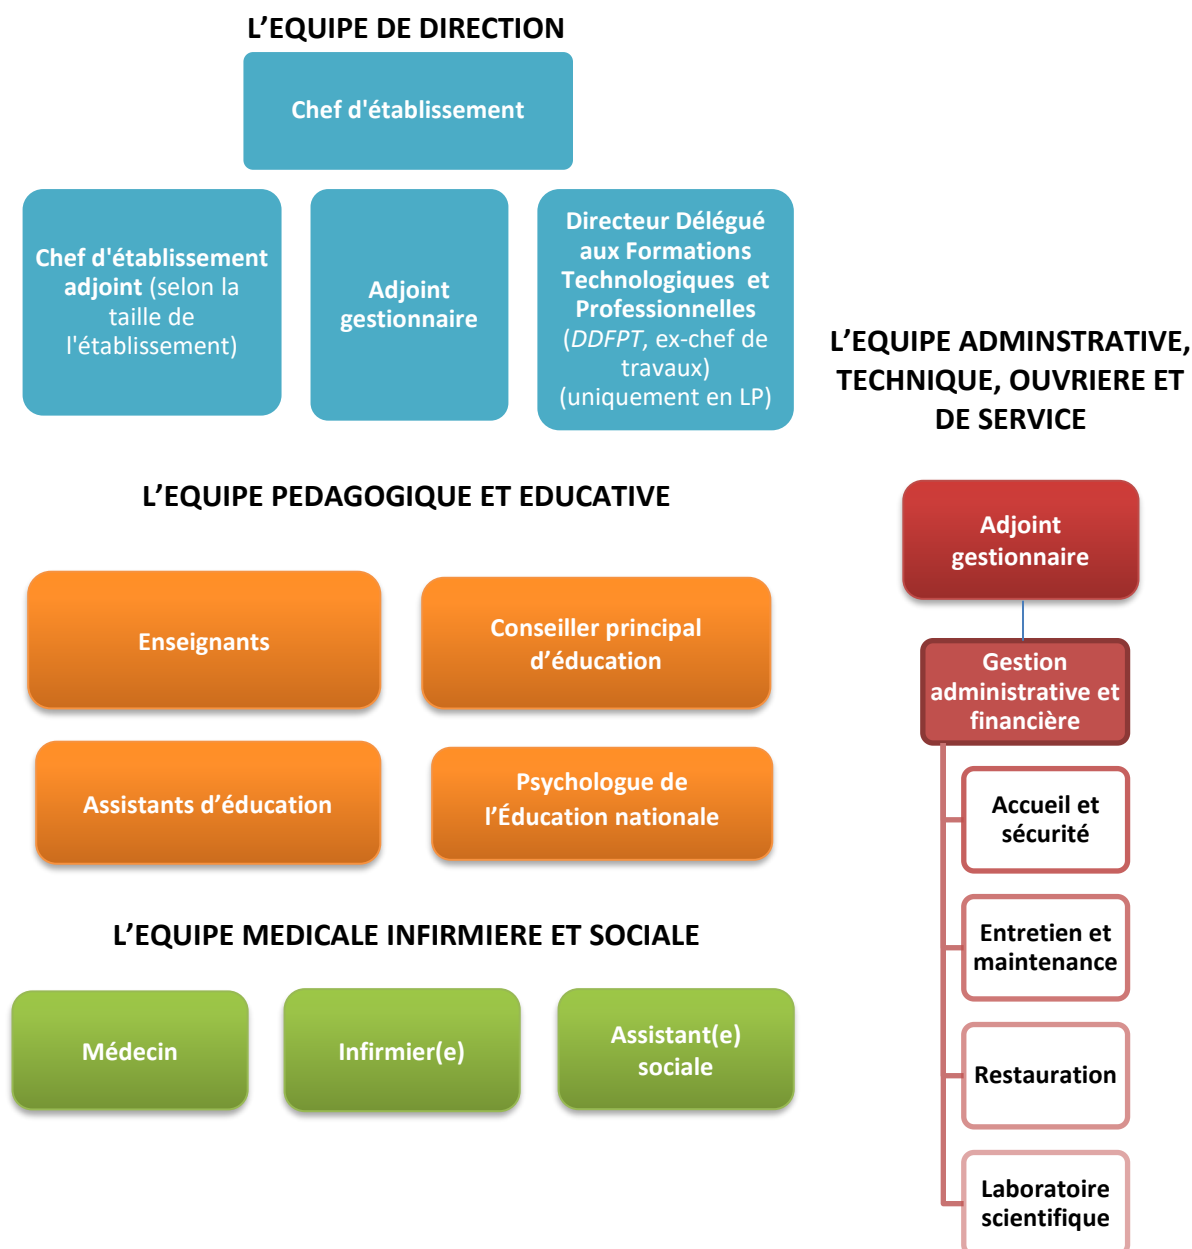 L’EQUIPE DE DIRECTION
Chef d'établissement
Chef d'établissement
adjoint (selon la
taille de
l'établissement)
Adjoint
gestionnaire
Directeur Délégué
aux Formations
Technologiques et
Professionnelles
(DDFPT, ex-chef de
travaux)
(uniquement en LP)
L’EQUIPE PEDAGOGIQUE ET EDUCATIVE
Enseignants
Conseiller principal
d’éducation
Assistants d’éducation
Psychologue de
l’Éducation nationale
L’EQUIPE MEDICALE INFIRMIERE ET SOCIALE
Médecin
Infirmier(e)
Assistant(e)
sociale
L’EQUIPE ADMINSTRATIVE,
TECHNIQUE, OUVRIERE ET
DE SERVICE
Adjoint
gestionnaire
Gestion
administrative et
financière
Accueil et
sécurité
Entretien et
maintenance
Restauration
Laboratoire
scientifique